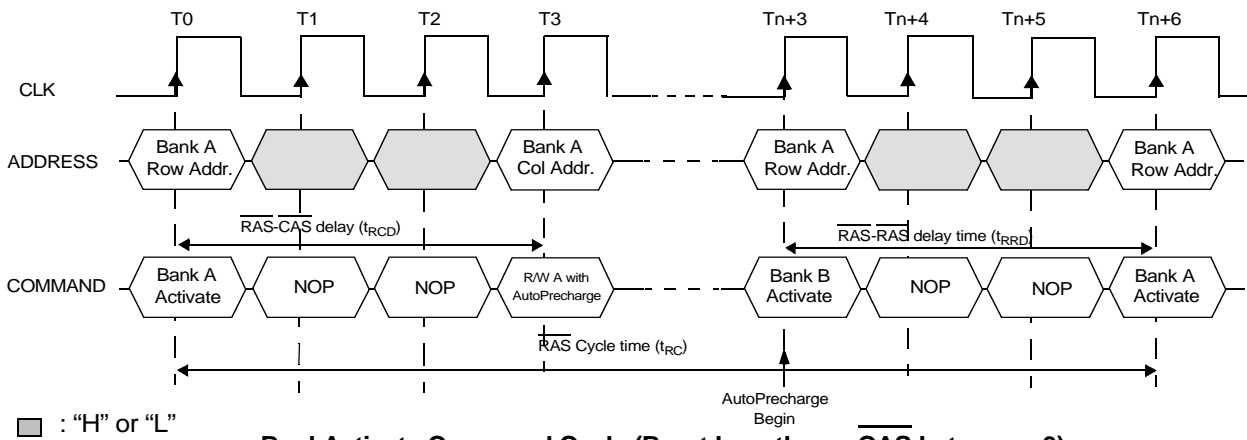 T0 T1 T2 T3 Tn+3 Tn+4 Tn+5 Tn+6
CLK
ADDRESS
Bank A
Row Addr.
Bank A
Col Addr.
Bank A
Row Addr.
Bank A
Row Addr.
RAS-CAS delay (tRCD)
RAS-RAS delay time (tRRD)
COMMAND
Bank A
Activate
NOP
NOP
R/W A with
AutoPrecharge
Bank B
Activate
NOP
NOP
Bank A
Activate
RAS Cycle time (tRC)
AutoPrecharge
Begin
: “H” or “L”